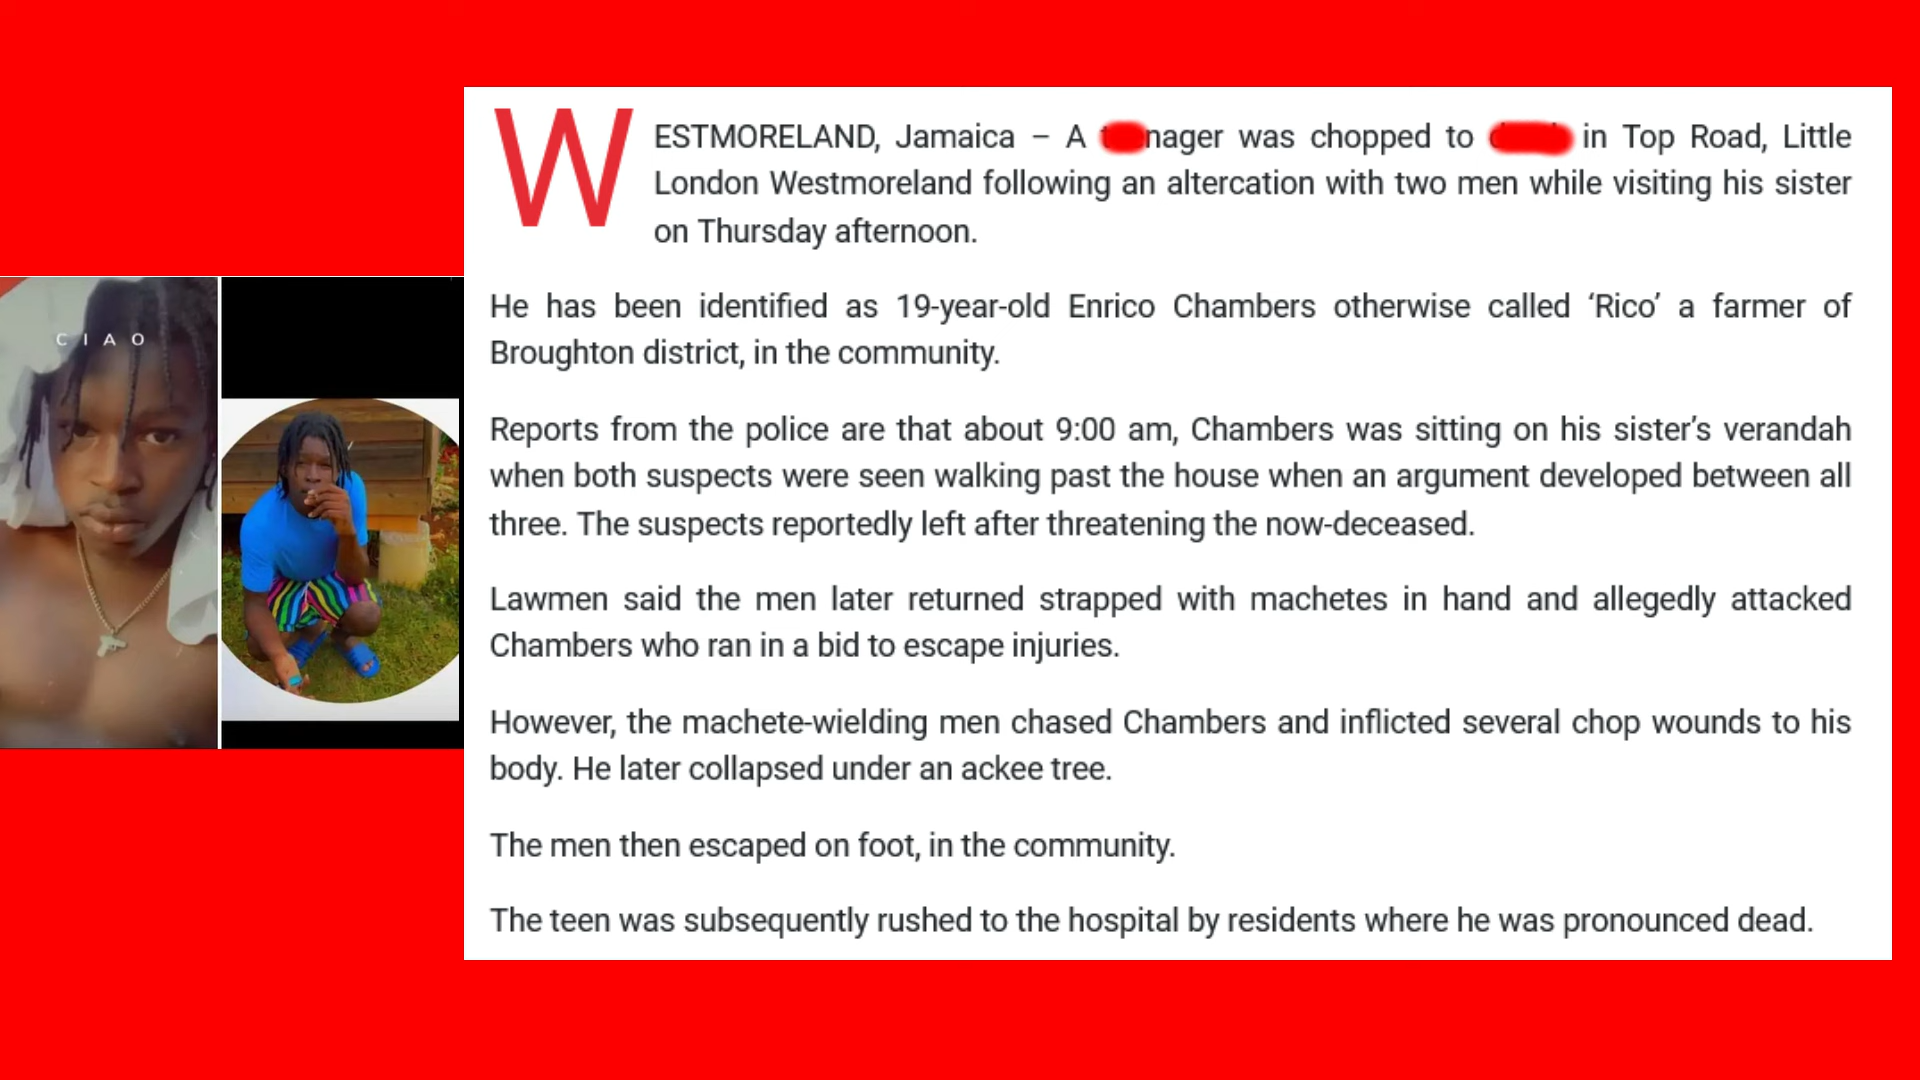 CIAO
WESTMORELAND, Jamaica – A nager was chopped to in Top Road, Little
London Westmoreland following an altercation with two men while visiting his sister
on Thursday afternoon.
He has been identified as 19-year-old Enrico Chambers otherwise called ‘Rico’ a farmer of
Broughton district, in the community.
Reports from the police are that about 9:00 am, Chambers was sitting on his sister’s verandah
when both suspects were seen walking past the house when an argument developed between all
three. The suspects reportedly left after threatening the now-deceased.
Lawmen said the men later returned strapped with machetes in hand and allegedly attacked
Chambers who ran in a bid to escape injuries.
However, the machete-wielding men chased Chambers and inflicted several chop wounds to his
body. He later collapsed under an ackee tree.
The men then escaped on foot, in the community.
The teen was subsequently rushed to the hospital by residents where he was pronounced dead.